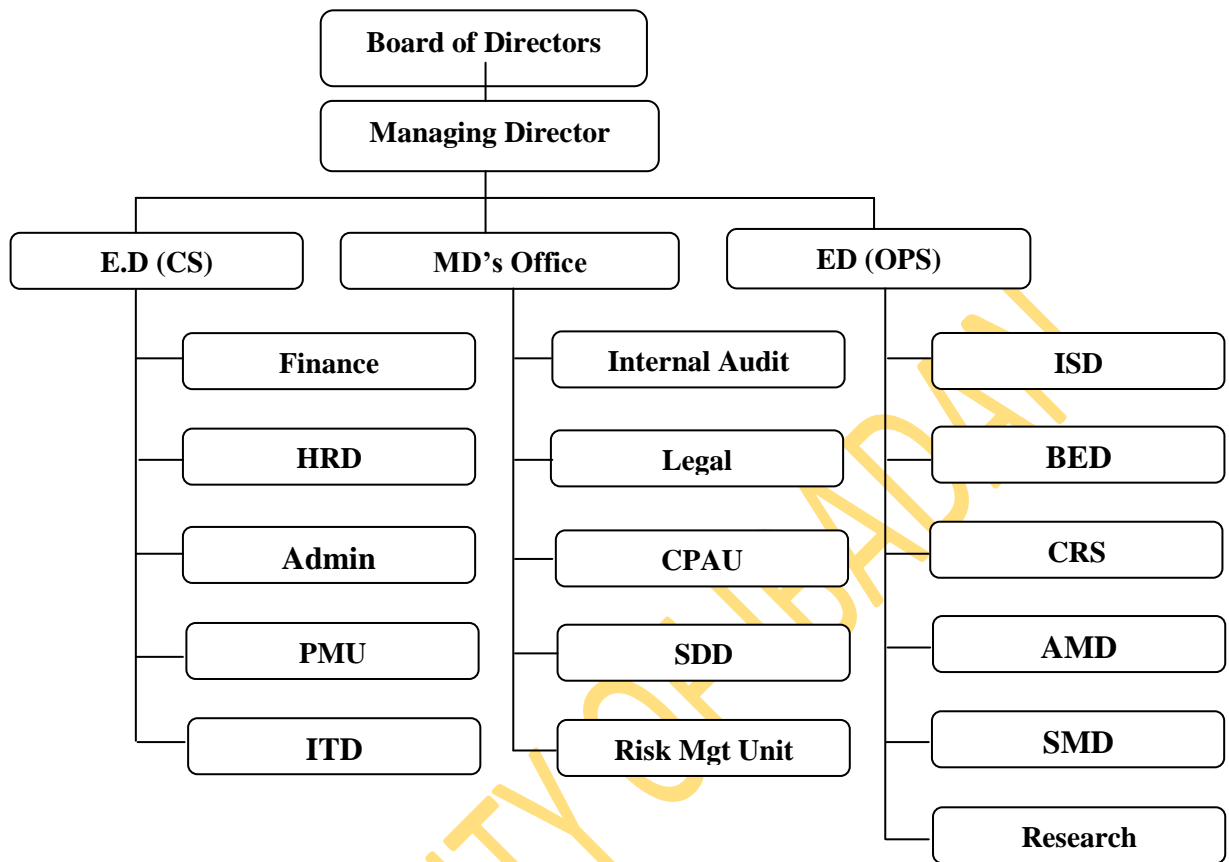 Board of Directors
Managing Director
E.D (CS)
MD’s Office
ED (OPS)
Finance
HRD
Admin
PMU
ITD
Internal Audit
Legal
CPAU
SDD
Risk Mgt Unit
ISD
BED
CRS
AMD
SMD
Research